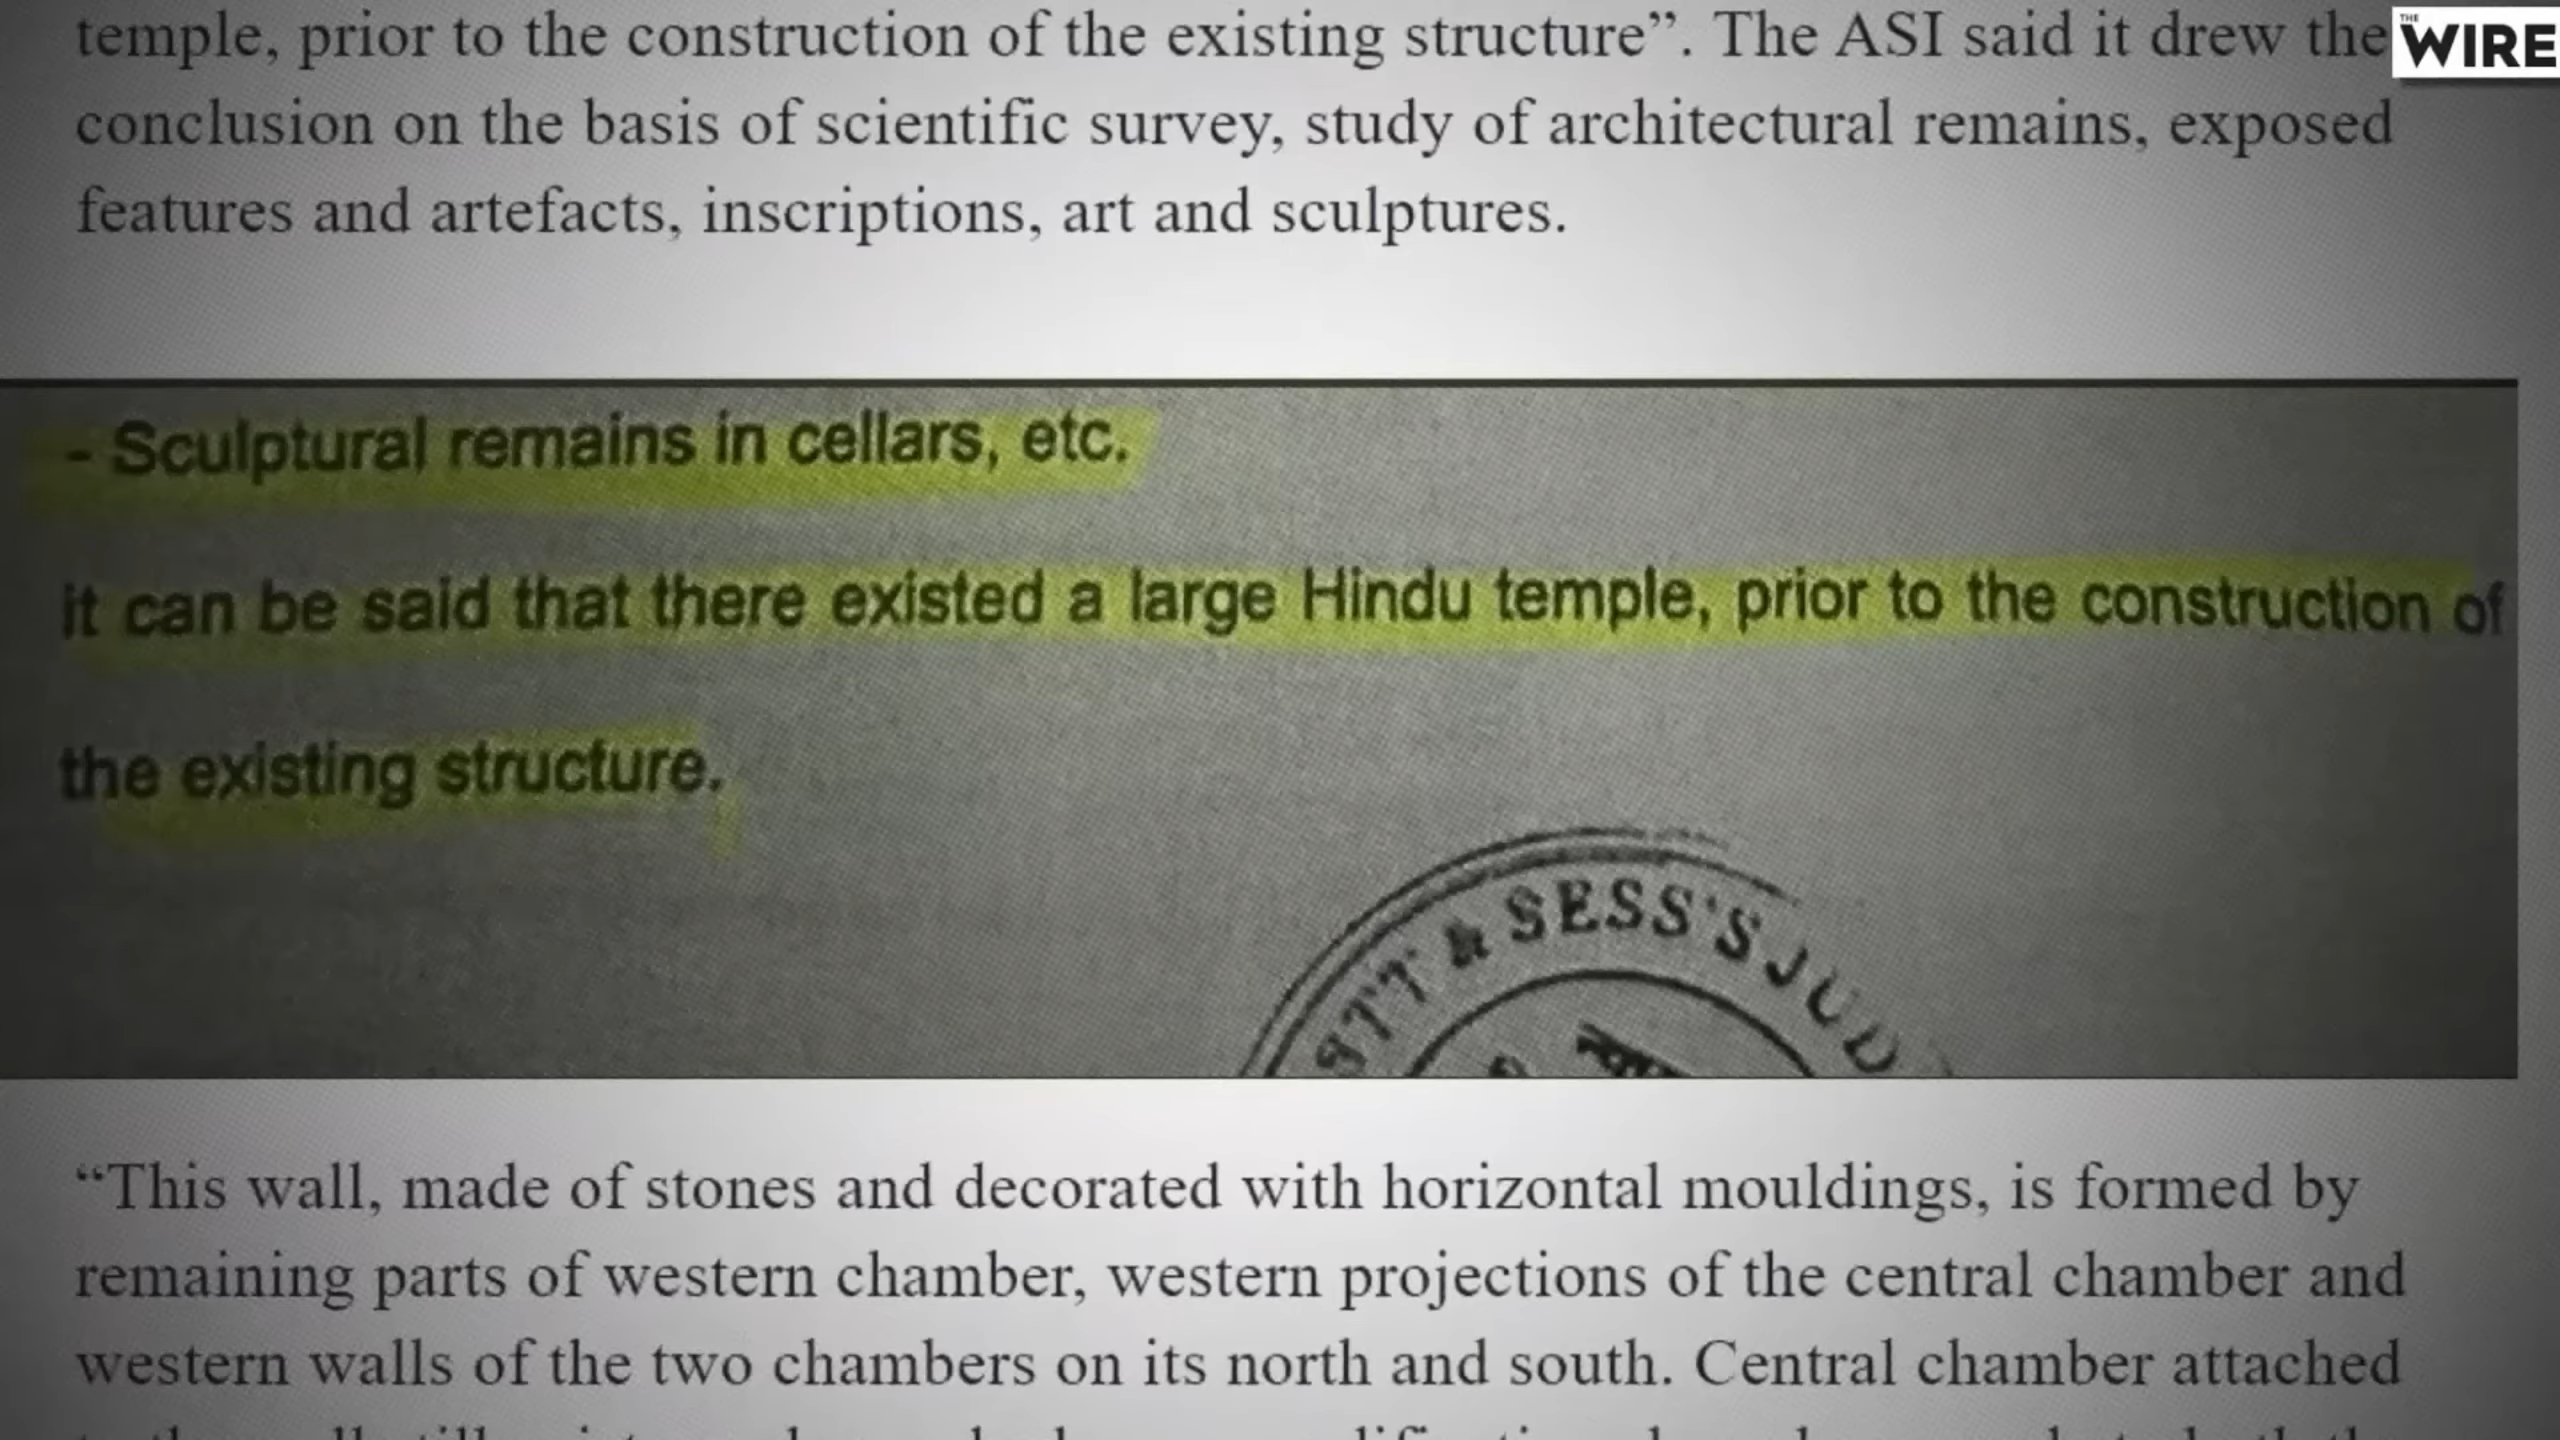 temple, prior to the construction of the existing structure”. The ASI said it drew the
THE
WIRE
conclusion on the basis of scientific survey, study of architectural remains, exposed
features and artefacts, inscriptions, art and sculptures.
- Sculptural remains in cellars, etc.
it can be said that there existed a large Hindu temple, prior to the construction of
the existing structure.
& SESS'S JUD
“This wall, made of stones and decorated with horizontal mouldings, is formed by
remaining parts of western chamber, western projections of the central chamber and
western walls of the two chambers on its north and south. Central chamber attached